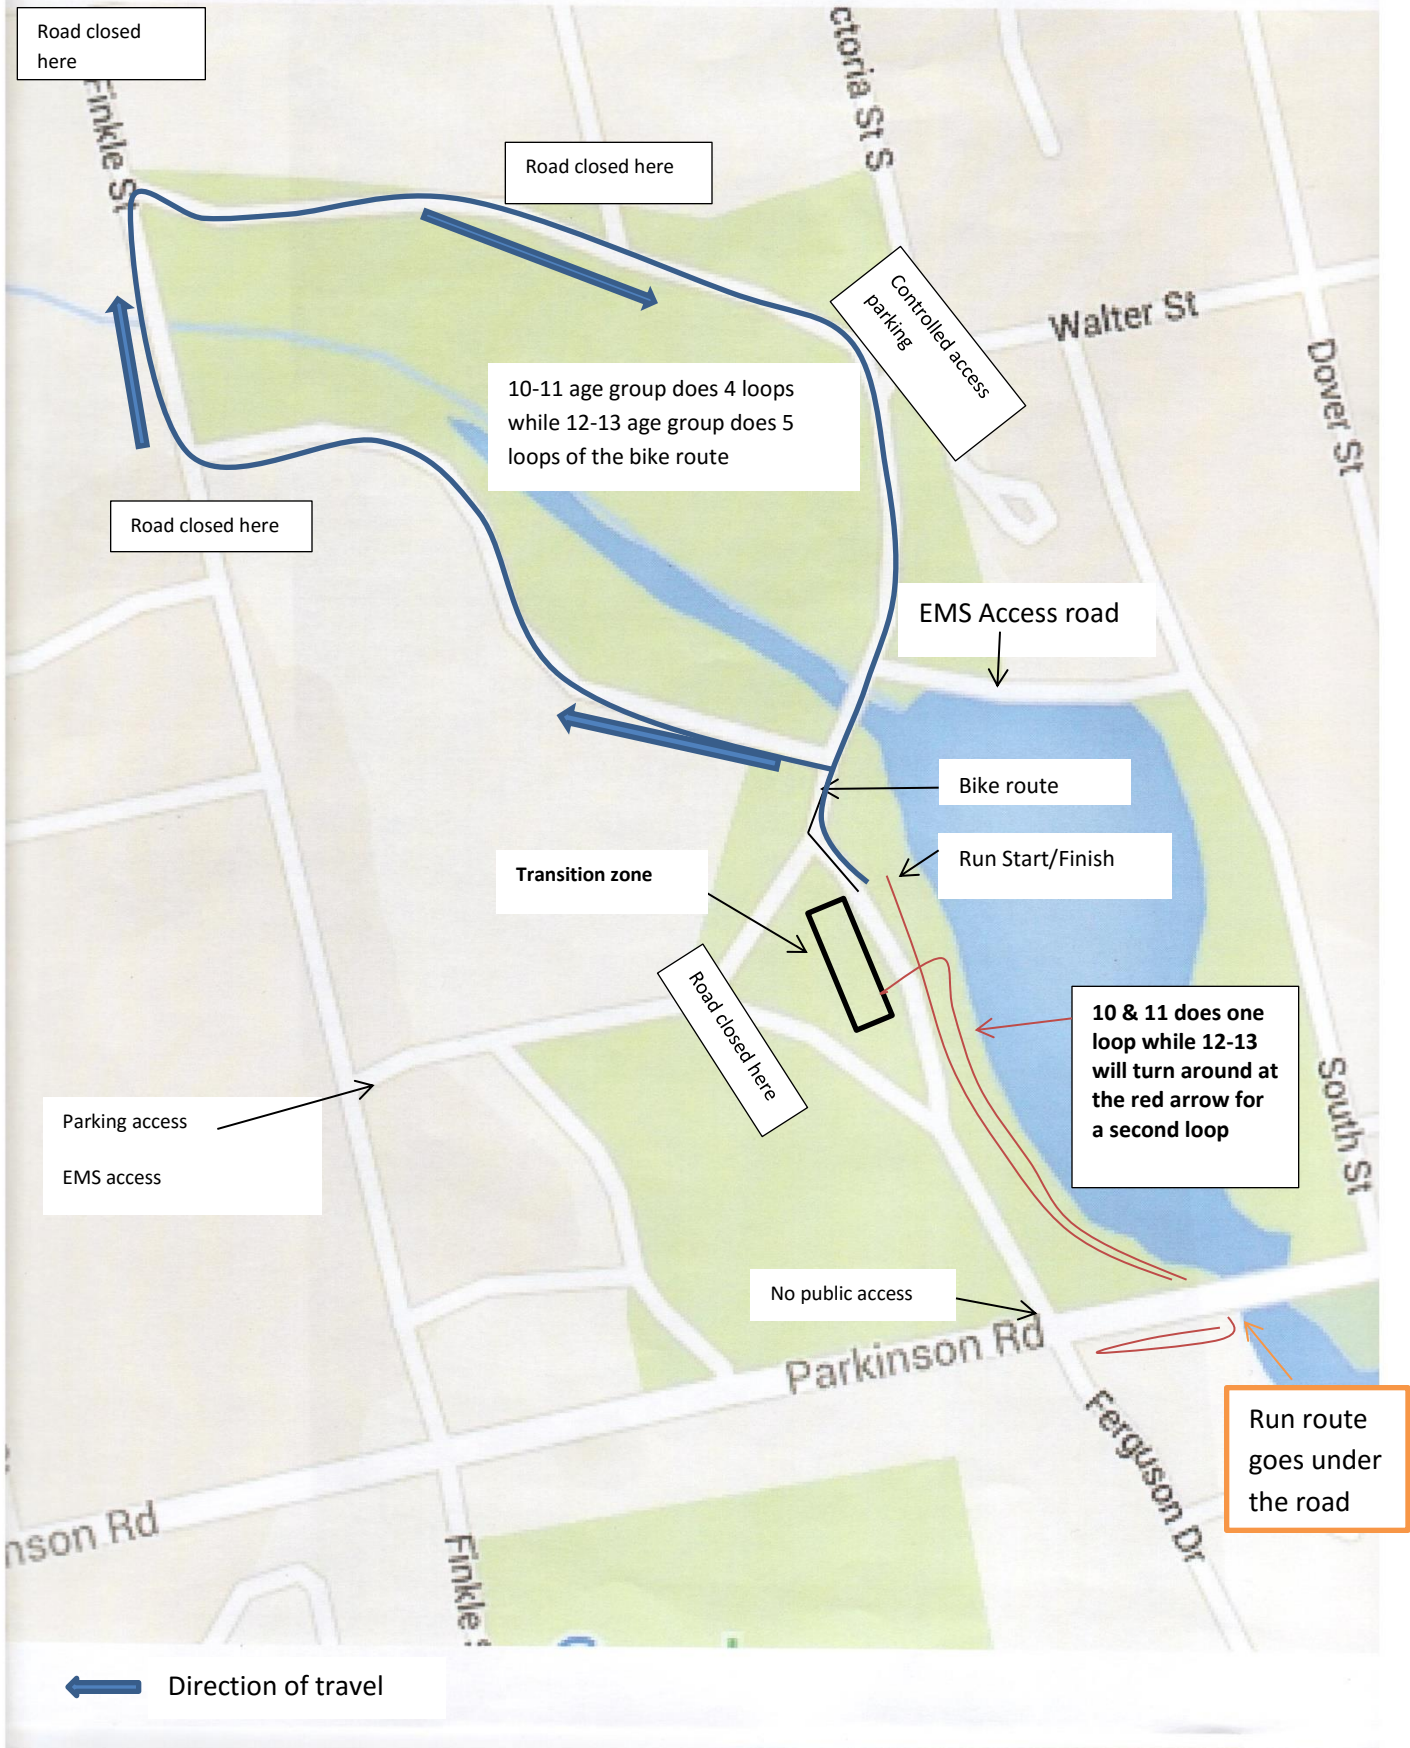 Road closed
here
Finkle St
ctoria St S
Road closed here
Controlled access
parking
Walter St
Dover St
10-11 age group does 4 loops
while 12-13 age group does 5
loops of the bike route
Road closed here
EMS Access road
Bike route
Run Start/Finish
Transition zone
Road closed here
10 & 11 does one
loop while 12-13
will turn around at
the red arrow for
a second loop
South St
Parking access
EMS access
No public access
Parkinson Rd
Ferguson Dr
Run route
goes under
the road
nson Rd
Finkle
Direction of travel